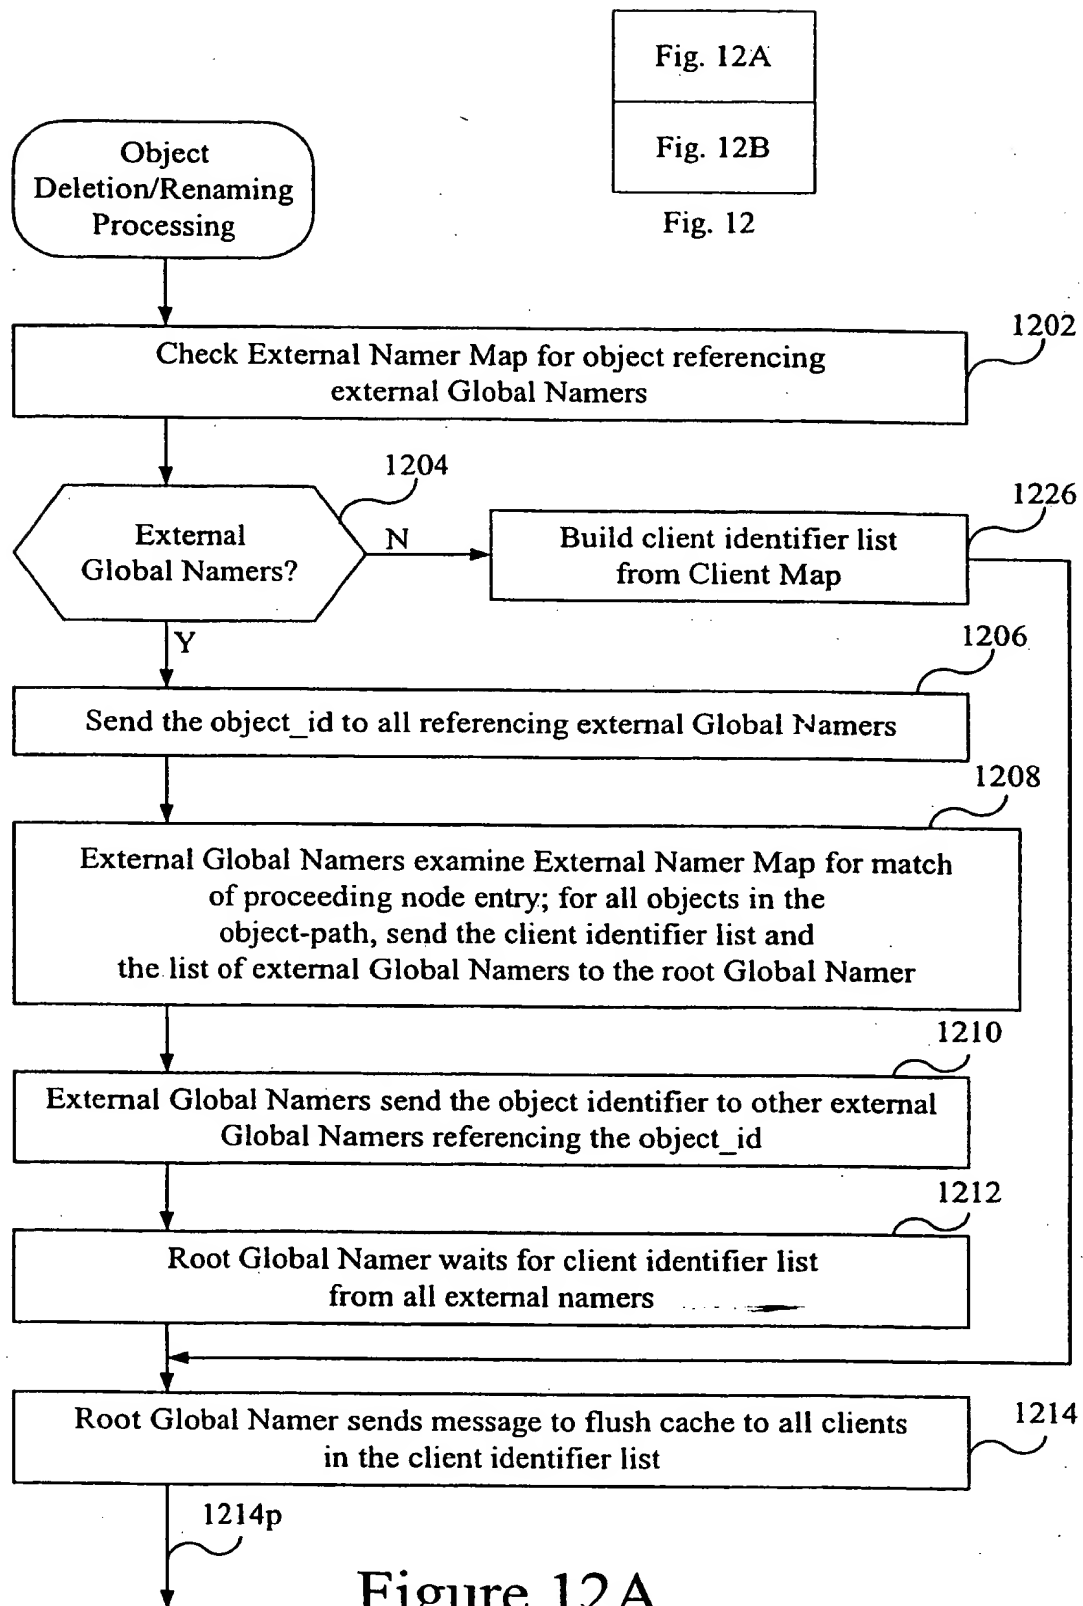 Fig. 12A
Fig. 12B
Fig. 12
Object
Deletion/Renaming
Processing
1202
Check External Namer Map for object referencing
external Global Namers
1204
External
Global Namers?
N
1226
Build client identifier list
from Client Map
Y
1206
Send the object_id to all referencing external Global Namers
1208
External Global Namers examine External Namer Map for match
of proceeding node entry; for all objects in the
object-path, send the client identifier list and
the list of external Global Namers to the root Global Namer
1210
External Global Namers send the object identifier to other external
Global Namers referencing the object_id
1212
Root Global Namer waits for client identifier list
from all external namers
Root Global Namer sends message to flush cache to all clients
in the client identifier list
1214
1214p
Figure 12A